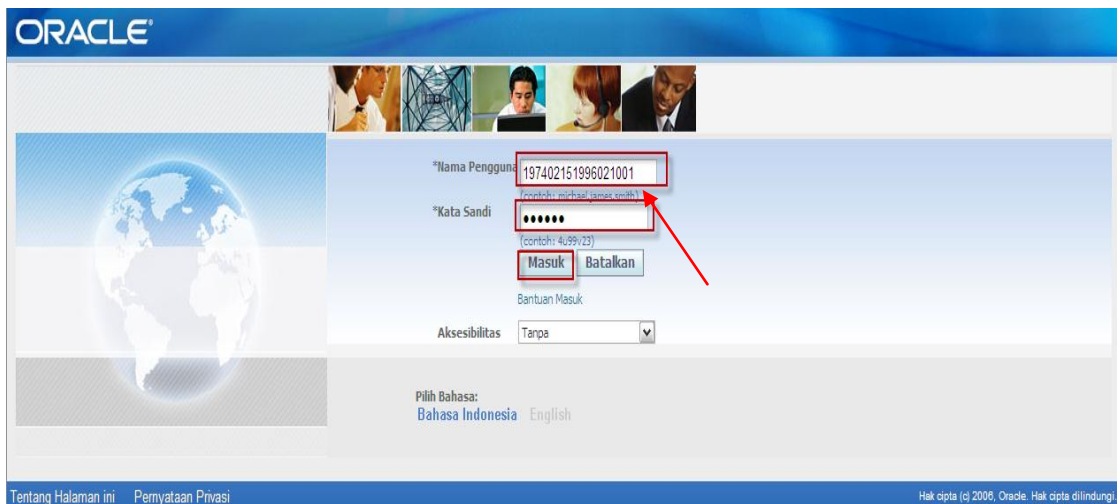 ORACLE®
*Nama Pengguna
197402151996021001
(contoh: michael.james.smith)
*Kata Sandi
••••••
(contoh: 4u99v23)
Masuk Batalkan
Bantuan Masuk
Aksesibilitas Tanpa
Pilih Bahasa:
Bahasa Indonesia English
Tentang Halaman ini Pernyataan Privasi
Hak cipta (c) 2006, Oracle. Hak cipta dilindungi.